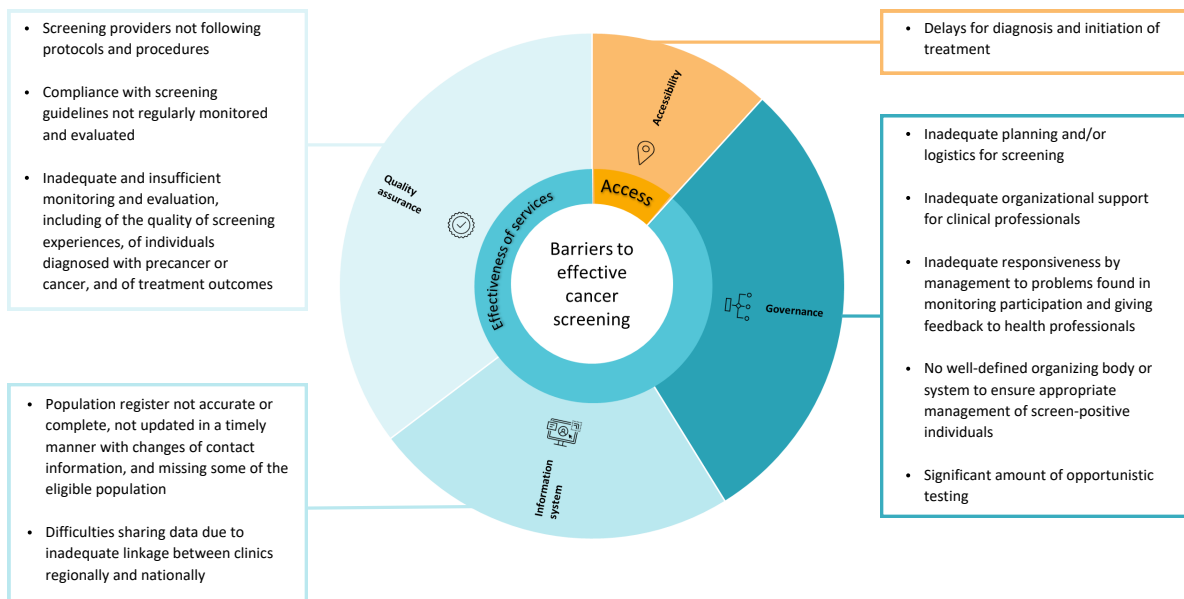 • Screening providers not following
protocols and procedures
• Compliance with screening
guidelines not regularly monitored
and evaluated
• Inadequate and insufficient
monitoring and evaluation,
including of the quality of screening
experiences, of individuals
diagnosed with precancer or
cancer, and of treatment outcomes
• Population register not accurate or
complete, not updated in a timely
manner with changes of contact
information, and missing some of the
eligible population
• Difficulties sharing data due to
inadequate linkage between clinics
regionally and nationally
Quality
assurance
Effectiveness of services
Access
Accessibility
Barriers to
effective
cancer
screening
Governance
Information
system
• Delays for diagnosis and initiation of
treatment
• Inadequate planning and/or
logistics for screening
• Inadequate organizational support
for clinical professionals
• Inadequate responsiveness by
management to problems found in
monitoring participation and giving
feedback to health professionals
• No well-defined organizing body or
system to ensure appropriate
management of screen-positive
individuals
• Significant amount of opportunistic
testing